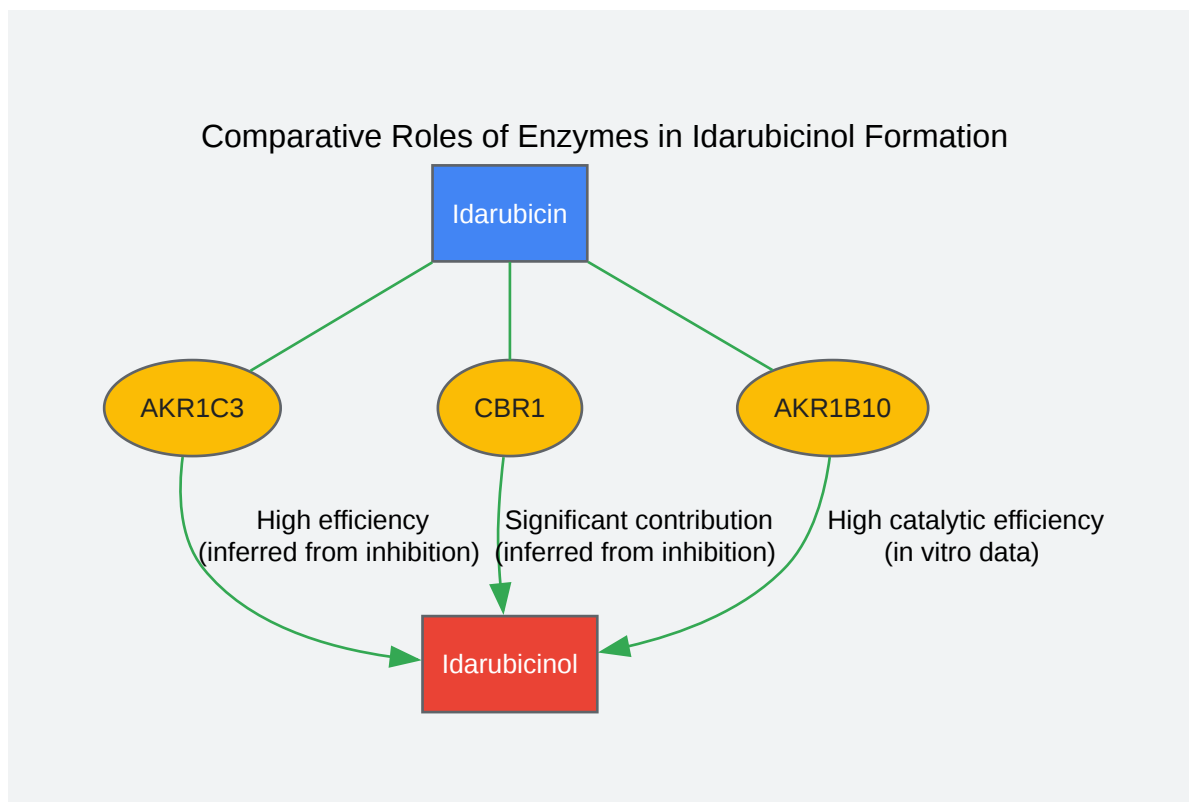 Comparative Roles of Enzymes in Idarubicinol Formation
Idarubicin
AKR1C3
CBR1
AKR1B10
High efficiency
(inferred from inhibition)
Significant contribution
(inferred from inhibition)
High catalytic efficiency
(in vitro data)
Idarubicinol